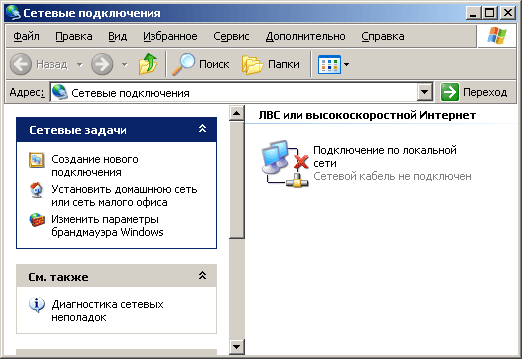 Сетевые подключения
Файл Правка Вид Избранное Сервис Дополнительно Справка
Назад Поиск Папки
Адрес: Сетевые подключения Переход
Сетевые задачи
Создание нового
подключения
Установить домашнюю сеть
или сеть малого офиса
Изменить параметры
брандмауэра Windows
См. также
Диагностика сетевых
неполадок
ЛВС или высокоскоростной Интернет
Подключение по локальной
сети
Сетевой кабель не подключен